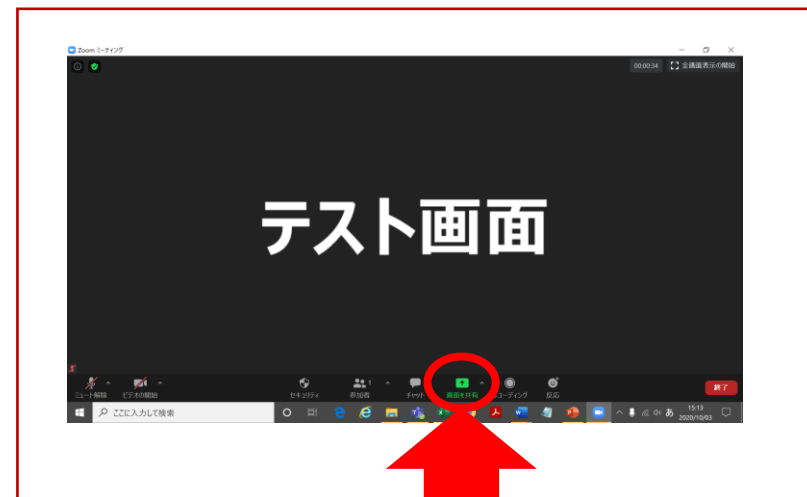 Zoom ミーティング
00:00:34 全画面表示の開始
テスト画面
ミュート解除 ビデオの開始 セキュリティ 参加者 1 チャット 画面を共有 レコーディング 反応 終了
ここに入力して検索 あ 15:13
2020/10/03